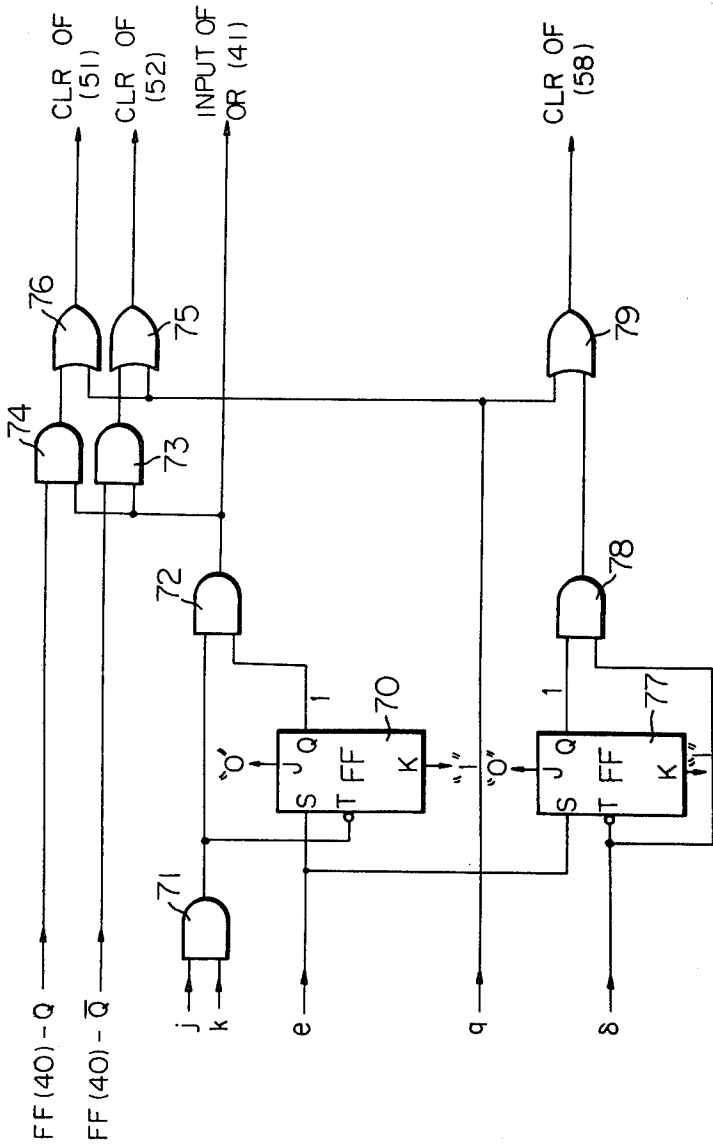 FF (40) - Q
FF (40) - Q̅
74
73
76
75
CLR OF
(51)
CLR OF
(52)
INPUT OF
OR (41)
j
k
71
72
"0"
S
J
Q
1
T
FF
K
70
"1"
e
q
δ
"0"
S
J
Q
1
T
FF
K
77
"1"
78
79
CLR OF
(58)